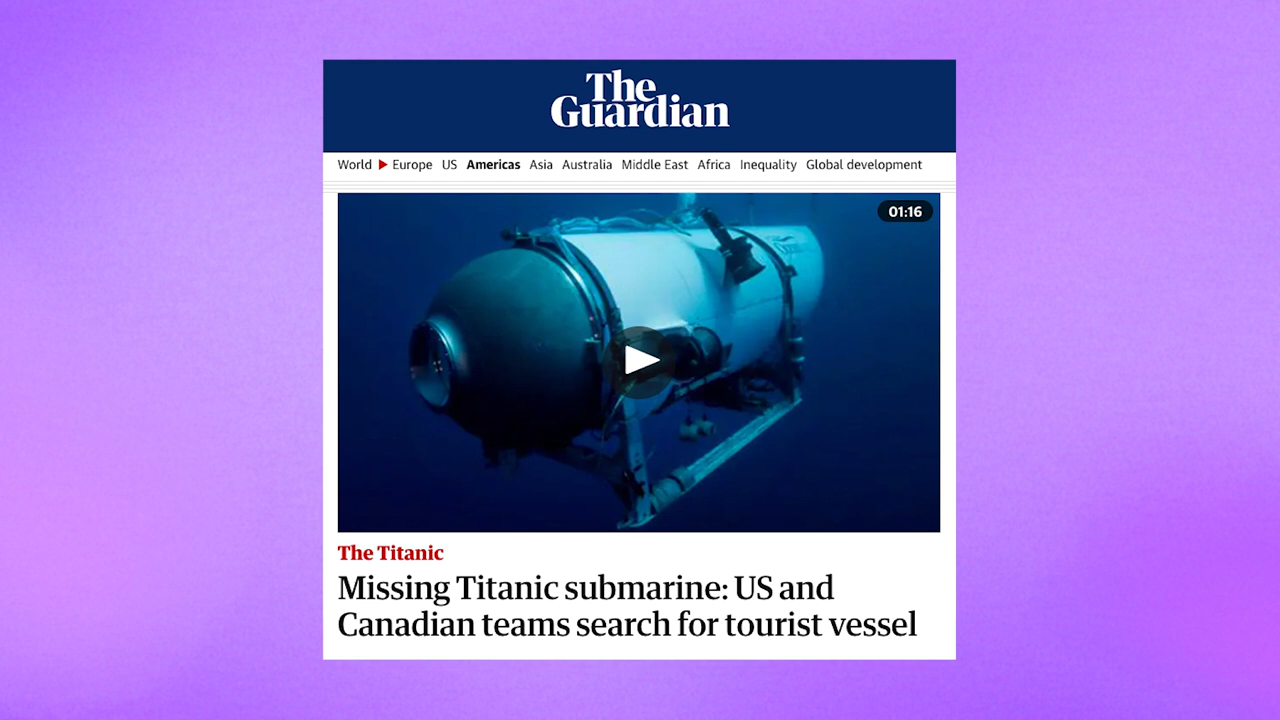 The
Guardian
World ▶ Europe US Americas Asia Australia Middle East Africa Inequality Global development
01:16
The Titanic
Missing Titanic submarine: US and
Canadian teams search for tourist vessel